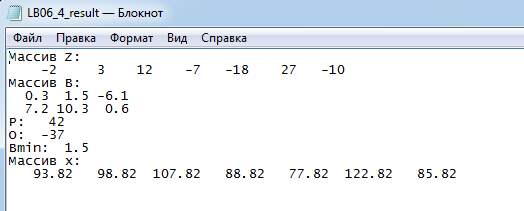 LB06_4_result — Блокнот
Файл Правка Формат Вид Справка
Массив Z:
-2 3 12 -7 -18 27 -10
Массив B:
0.3 1.5 -6.1
7.2 10.3 0.6
P: 42
O: -37
Bmin: 1.5
Массив x:
93.82 98.82 107.82 88.82 77.82 122.82 85.82